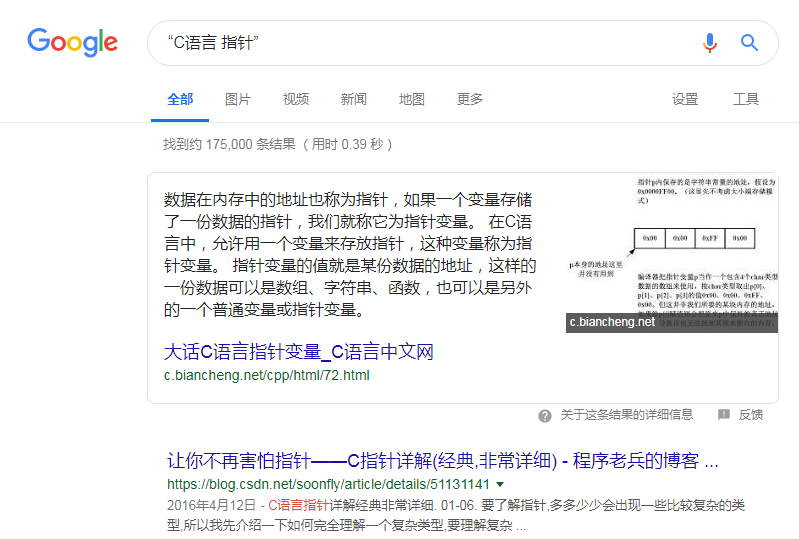 Google
“C语言 指针”
全部 图片 视频 新闻 地图 更多 设置 工具
找到约 175,000 条结果 （用时 0.39 秒）
数据在内存中的地址也称为指针，如果一个变量存储
了一份数据的指针，我们就称它为指针变量。 在C语
言中，允许用一个变量来存放指针，这种变量称为指
针变量。 指针变量的值就是某份数据的地址，这样的
一份数据可以是数组、字符串、函数，也可以是另外
的一个普通变量或指针变量。
指针p内保存的是字符串常量的地址，假设为
0x0000FF00。（这里先不考虑大小端存储模
式）
0x00 0x00 0xFF 0x00
p本身的地址这里
并没有用到
编译器把指针变量p当作一个包含4个char类型
数据的数组来使用，按char类型取出p[0]、
p[1]、p[2]、p[3]的值0x00、0x00、0xFF、
0x00，但这并非我们所要的某块内存的地址，
c.biancheng.net
大话C语言指针变量_C语言中文网
c.biancheng.net/cpp/html/72.html
关于这条结果的详细信息 反馈
让你不再害怕指针——C指针详解(经典,非常详细) - 程序老兵的博客 ...
https://blog.csdn.net/soonfly/article/details/51131141
2016年4月12日 - C语言指针详解经典非常详细. 01-06. 要了解指针,多多少少会出现一些比较复杂的类
型,所以我先介绍一下如何完全理解一个复杂类型,要理解复杂 ...